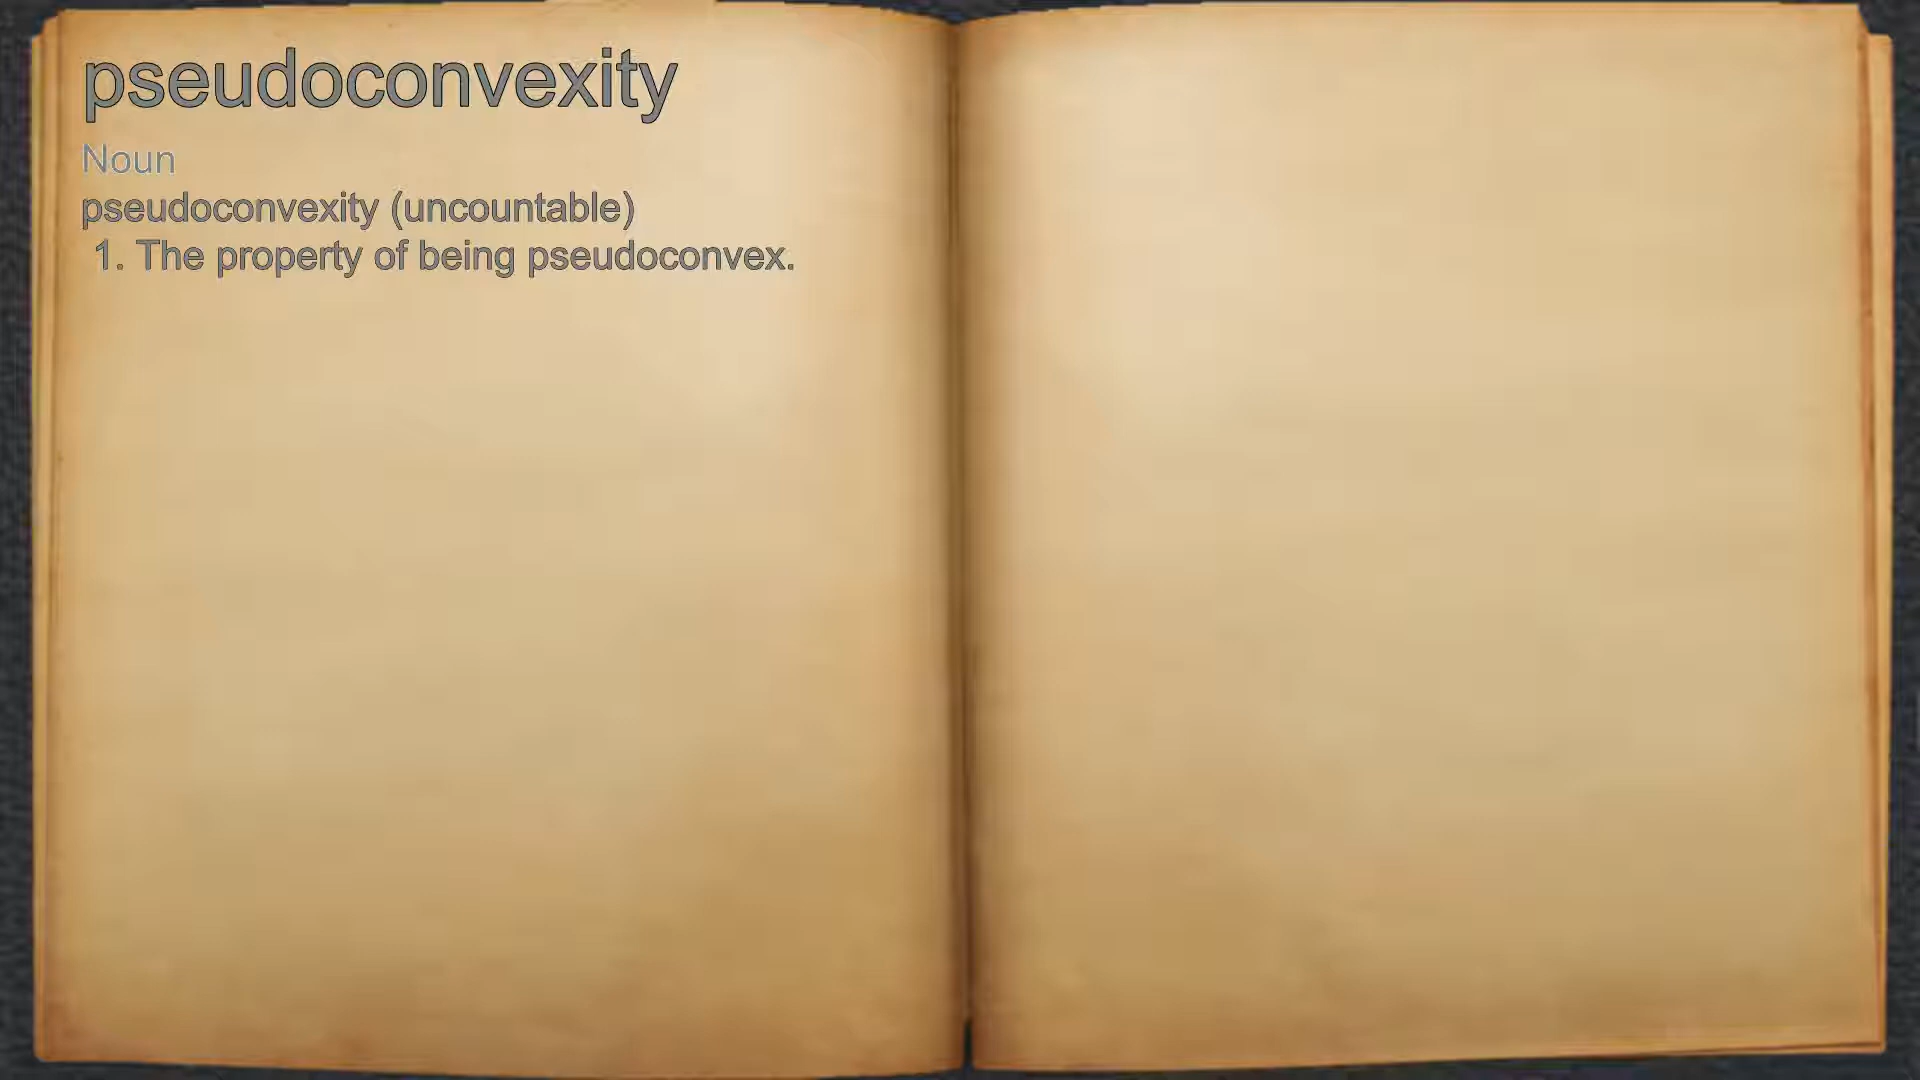 pseudoconvexity
Noun
pseudoconvexity (uncountable)
1. The property of being pseudoconvex.